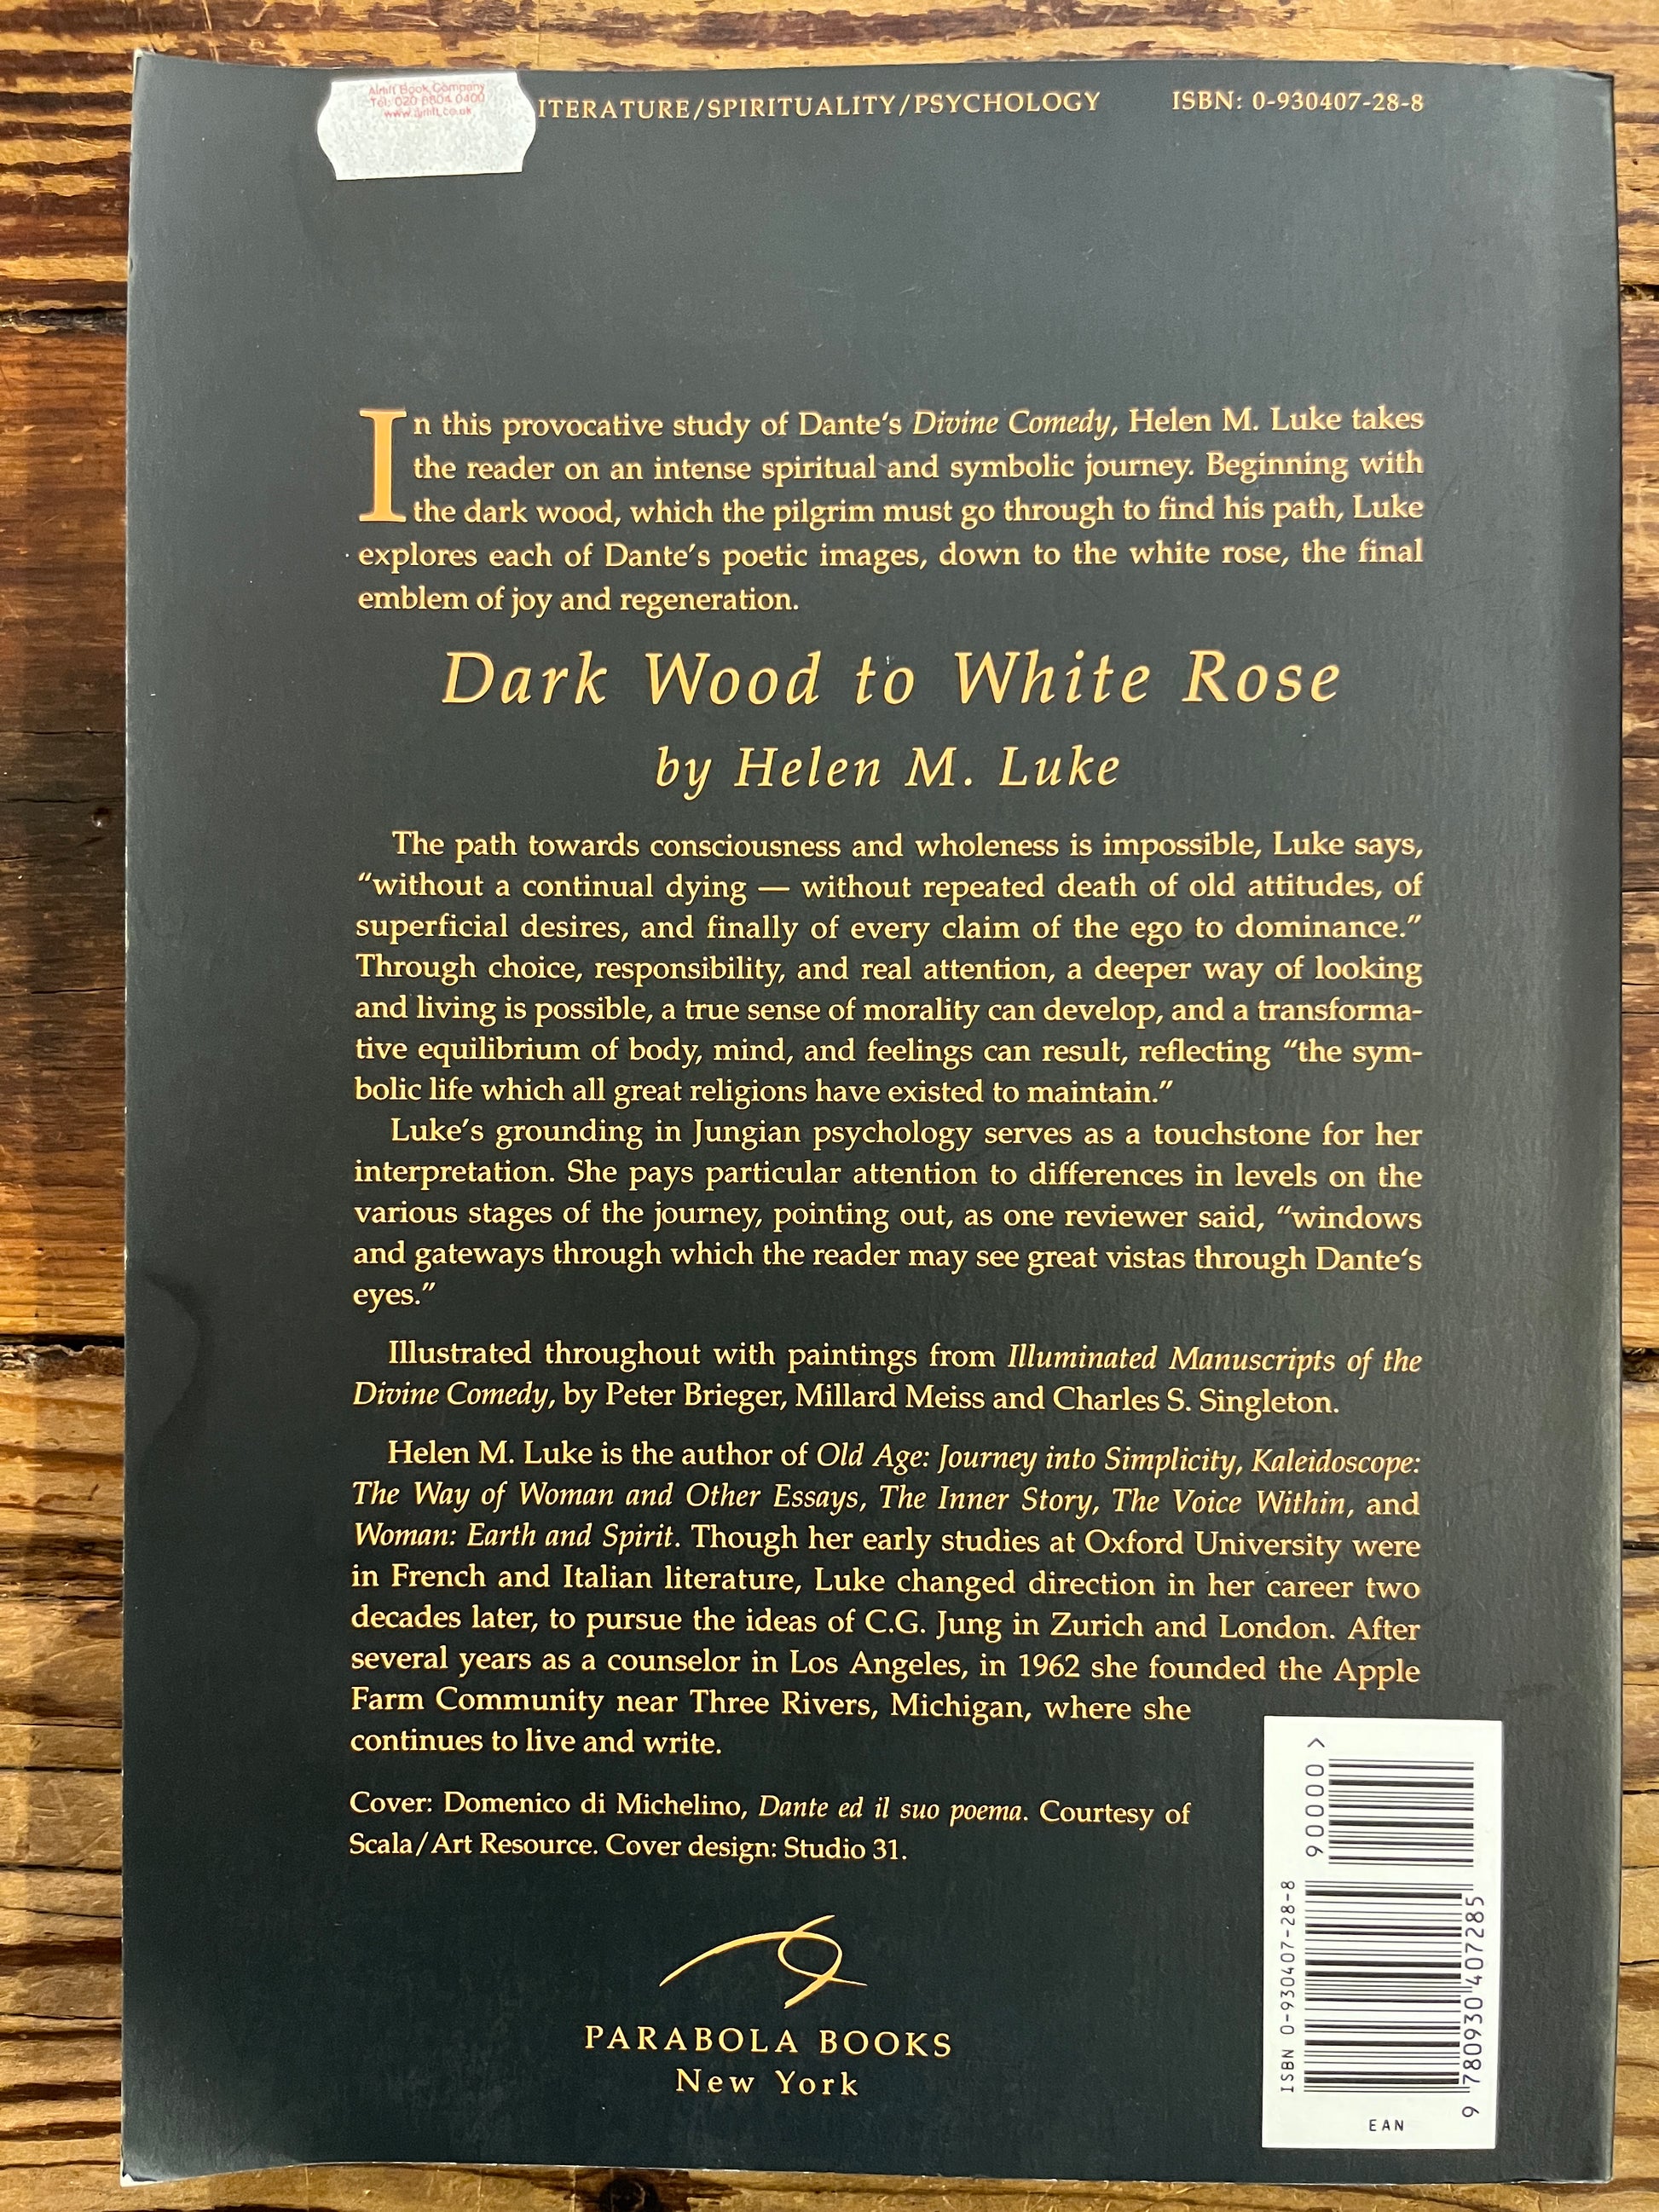 Airlift Book Company
Tel: 020 8804 0400
www.airlift.co.uk
ITERATURE/SPIRITUALITY/PSYCHOLOGY ISBN: 0-930407-28-8
In this provocative study of Dante‘s Divine Comedy, Helen M. Luke takes
the reader on an intense spiritual and symbolic journey. Beginning with
the dark wood, which the pilgrim must go through to find his path, Luke
explores each of Dante’s poetic images, down to the white rose, the final
emblem of joy and regeneration.
Dark Wood to White Rose
by Helen M. Luke
The path towards consciousness and wholeness is impossible, Luke says,
“without a continual dying — without repeated death of old attitudes, of
superficial desires, and finally of every claim of the ego to dominance.”
Through choice, responsibility, and real attention, a deeper way of looking
and living is possible, a true sense of morality can develop, and a transforma-
tive equilibrium of body, mind, and feelings can result, reflecting “the sym-
bolic life which all great religions have existed to maintain.”
Luke’s grounding in Jungian psychology serves as a touchstone for her
interpretation. She pays particular attention to differences in levels on the
various stages of the journey, pointing out, as one reviewer said, “windows
and gateways through which the reader may see great vistas through Dante‘s
eyes.”
Illustrated throughout with paintings from Illuminated Manuscripts of the
Divine Comedy, by Peter Brieger, Millard Meiss and Charles S. Singleton.
Helen M. Luke is the author of Old Age: Journey into Simplicity, Kaleidoscope:
The Way of Woman and Other Essays, The Inner Story, The Voice Within, and
Woman: Earth and Spirit. Though her early studies at Oxford University were
in French and Italian literature, Luke changed direction in her career two
decades later, to pursue the ideas of C.G. Jung in Zurich and London. After
several years as a counselor in Los Angeles, in 1962 she founded the Apple
Farm Community near Three Rivers, Michigan, where she
continues to live and write.
Cover: Domenico di Michelino, Dante ed il suo poema. Courtesy of
Scala/Art Resource. Cover design: Studio 31.
PARABOLA BOOKS
New York
ISBN 0-930407-28-8
90000 >
9 780930 407285
EAN